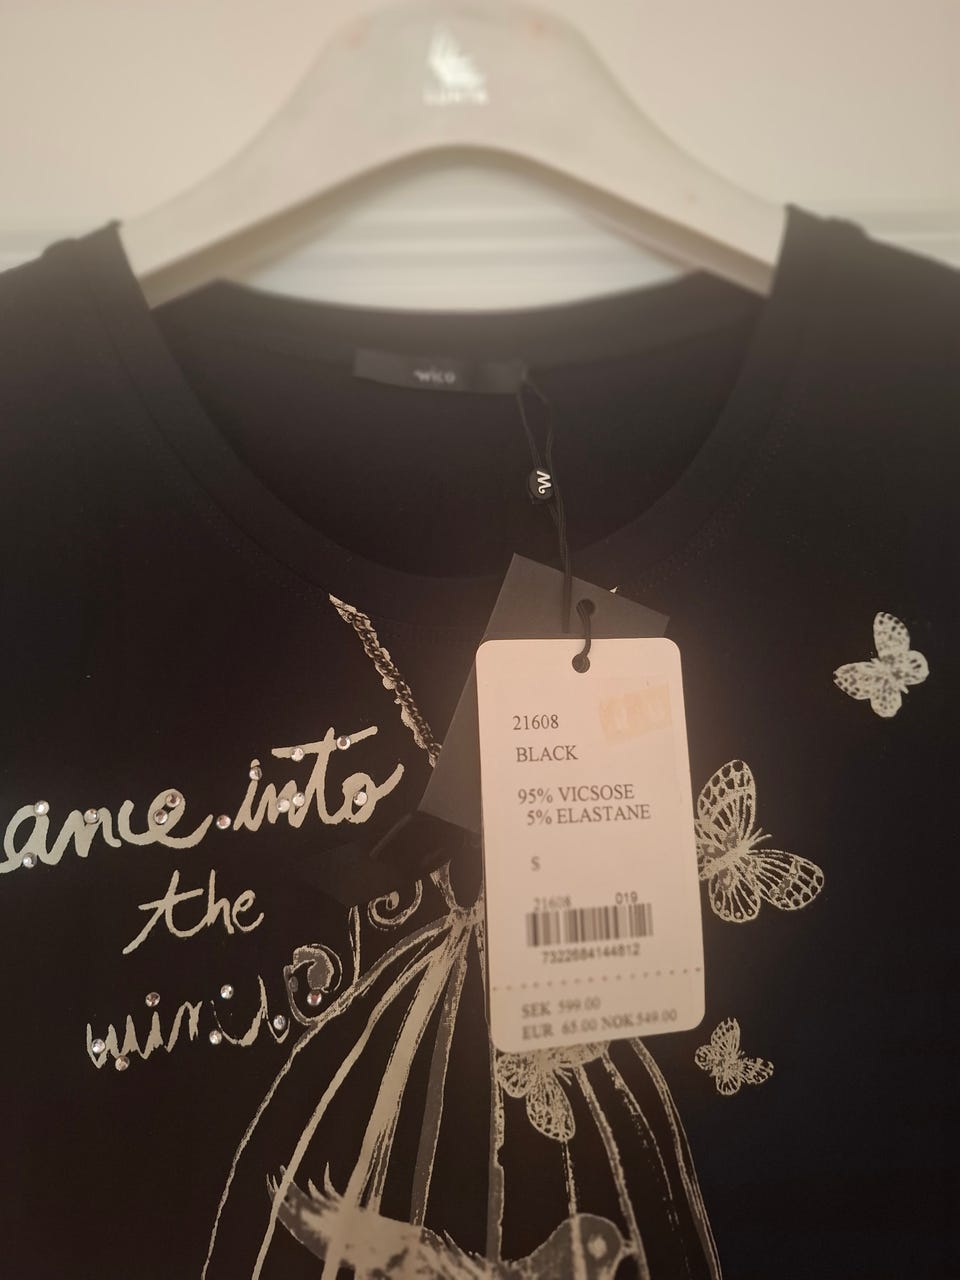 W
21608
BLACK
95% VICSOSE
5% ELASTANE
S
21608 019
7322684144812
SEK 599.00
EUR 65.00 NOK 549.00
ance into
the
wind